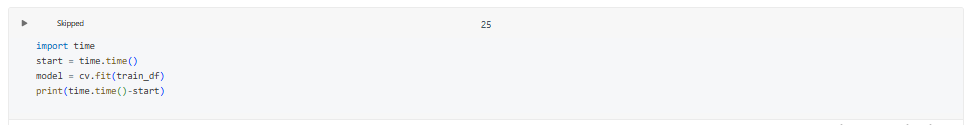 Skipped
25
import time
start = time.time()
model = cv.fit(train_df)
print(time.time()-start)